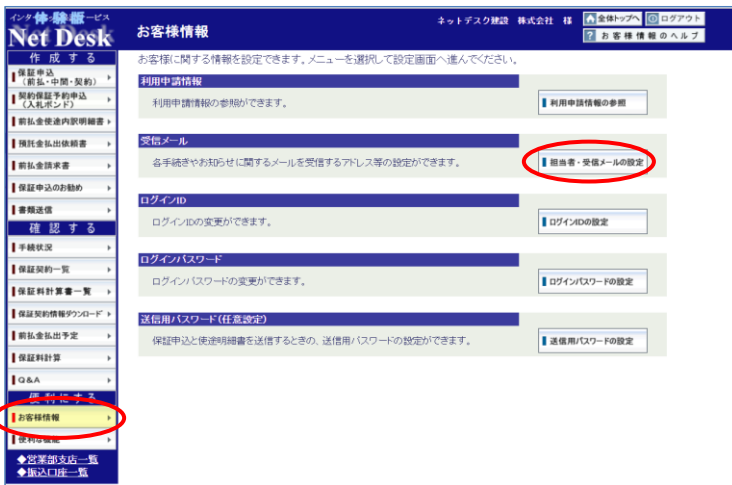 インタ体・験・版ービス
Net Desk
お客様情報
ネットデスク建設 株式会社 様
全体トップへ
ログアウト
? お客様情報のヘルプ
作 成 す る
保証申込
(前払・中間・契約)
契約保証予約申込
(入札ボンド)
前払金使途内訳明細書
預託金払出依頼書
前払金請求書
保証申込のお勧め
書類送信
確 認 す る
手続状況
保証契約一覧
保証料計算書一覧
保証契約情報ダウンロード
前払金払出予定
保証料計算
Q&A
便 利 に す る
お客様情報
便利な機能
◆営業部支店一覧
◆振込口座一覧
お客様に関する情報を設定できます。メニューを選択して設定画面へ進んでください。
利用申請情報
利用申請情報の参照ができます。
利用申請情報の参照
受信メール
各手続きやお知らせに関するメールを受信するアドレス等の設定ができます。
担当者・受信メールの設定
ログインID
ログインIDの変更ができます。
ログインIDの設定
ログインパスワード
ログインパスワードの変更ができます。
ログインパスワードの設定
送信用パスワード(任意設定)
保証申込と使途明細書を送信するときの、送信用パスワードの設定ができます。
送信用パスワードの設定